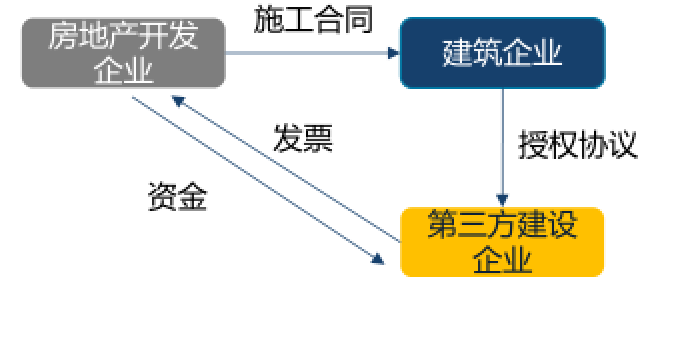 施工合同
房地产开发
企业
建筑企业
发票
授权协议
资金
第三方建设
企业